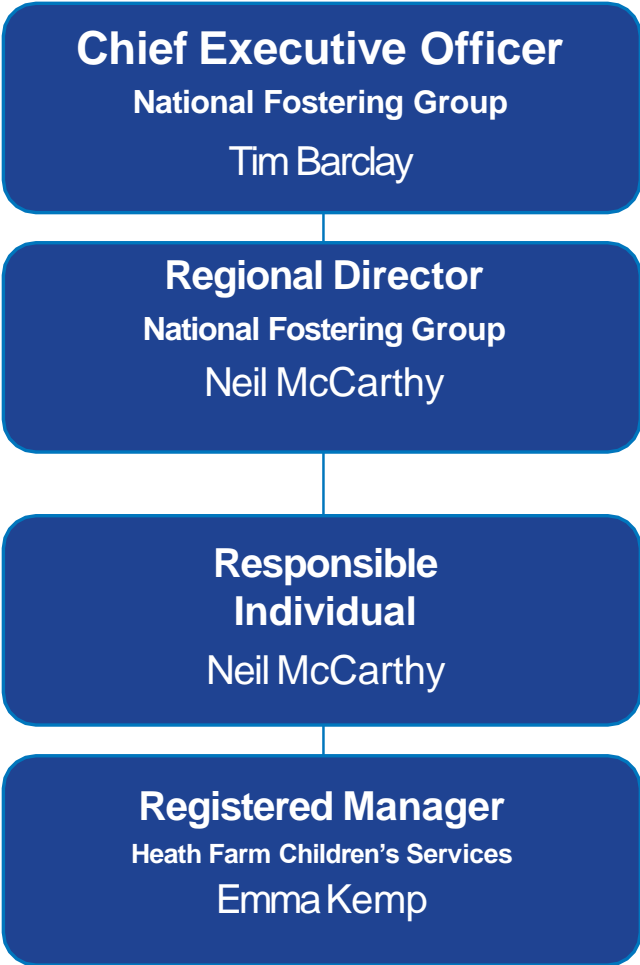 Chief Executive Officer
National Fostering Group
Tim Barclay
Regional Director
National Fostering Group
Neil McCarthy
Responsible
Individual
Neil McCarthy
Registered Manager
Heath Farm Children’s Services
Emma Kemp